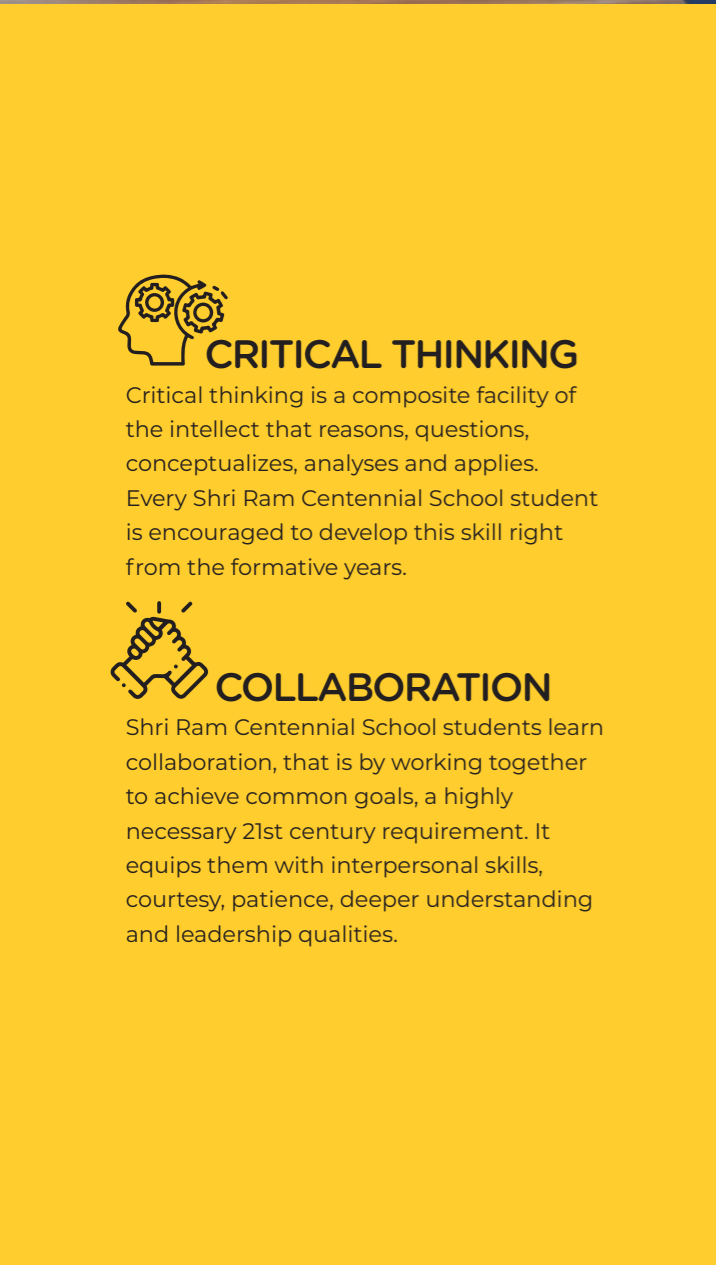 CRITICAL THINKING
Critical thinking is a composite facility of
the intellect that reasons, questions,
conceptualizes, analyses and applies.
Every Shri Ram Centennial School student
is encouraged to develop this skill right
from the formative years.
COLLABORATION
Shri Ram Centennial School students learn
collaboration, that is by working together
to achieve common goals, a highly
necessary 21st century requirement. It
equips them with interpersonal skills,
courtesy, patience, deeper understanding
and leadership qualities.